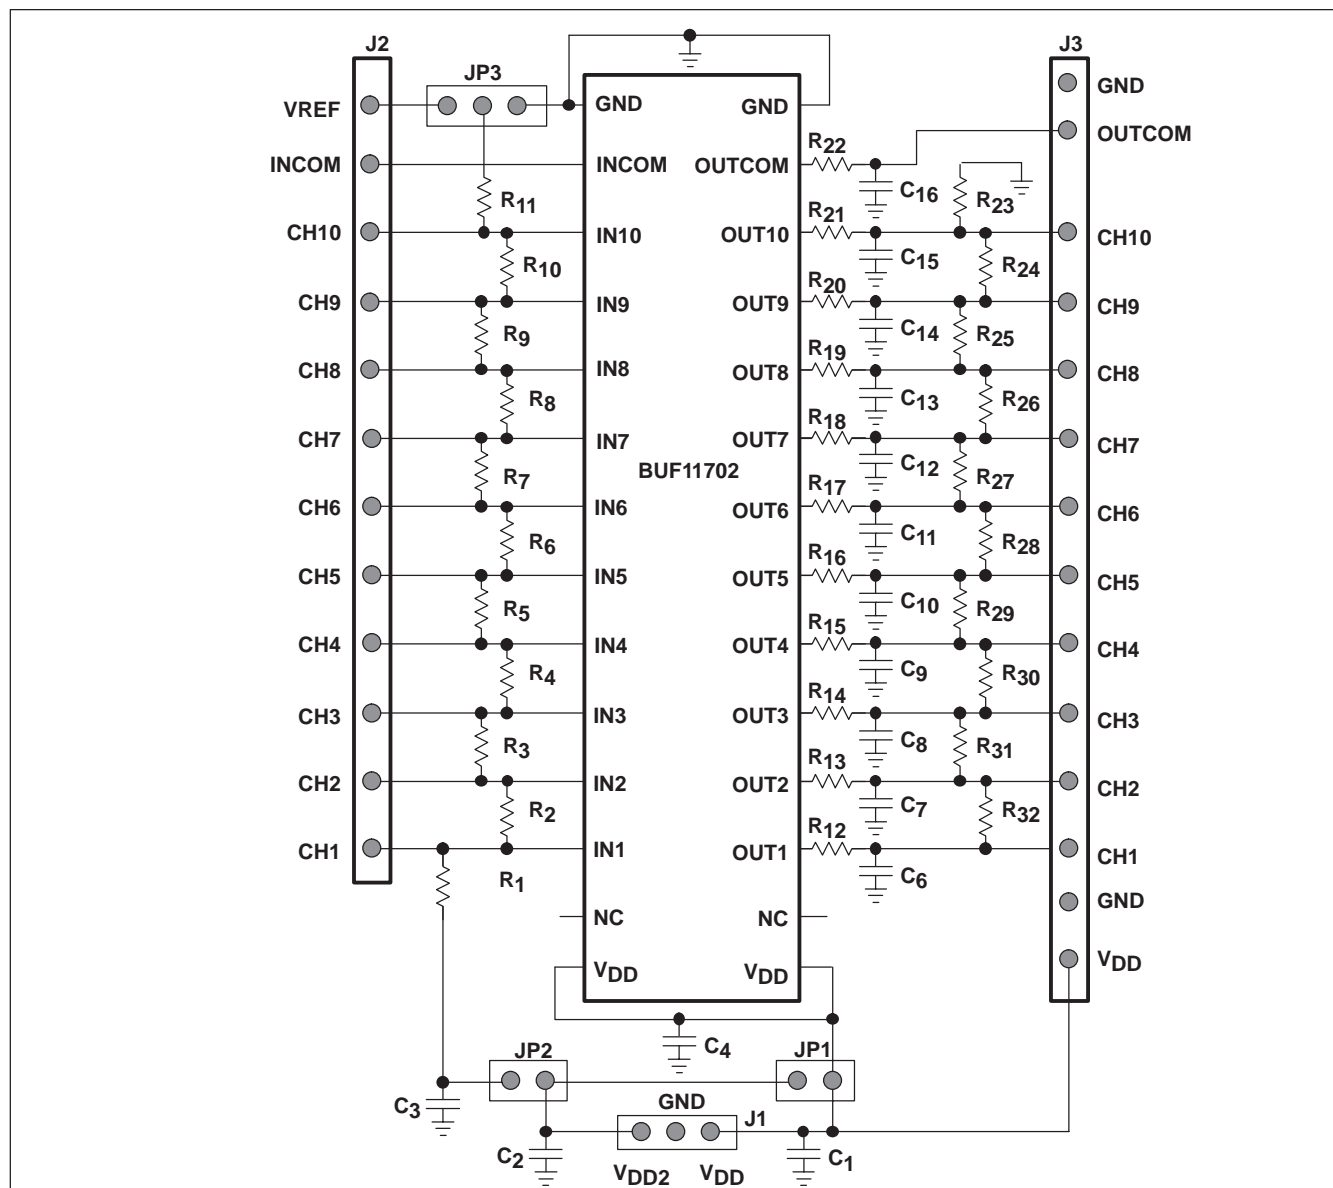 J2
J3
JP3
VREF
GND
GND
GND
OUTCOM
INCOM
INCOM
OUTCOM
R22
C16
R11
R21
R23
CH10
IN10
OUT10
CH10
R10
C15
R24
R20
CH9
IN9
OUT9
CH9
R9
C14
R25
R19
CH8
IN8
OUT8
CH8
R8
C13
R26
R18
CH7
IN7
OUT7
CH7
BUF11702
R7
C12
R27
R17
CH6
IN6
OUT6
CH6
R6
C11
R28
R16
CH5
IN5
OUT5
CH5
R5
C10
R29
R15
CH4
IN4
OUT4
CH4
R4
C9
R30
R14
CH3
IN3
OUT3
CH3
R3
C8
R31
R13
CH2
IN2
OUT2
CH2
R2
C7
R32
R12
CH1
IN1
OUT1
CH1
R1
C6
GND
NC
NC
VDD
VDD
VDD
C4
JP2
JP1
C3
GND
J1
C2
C1
VDD2
VDD